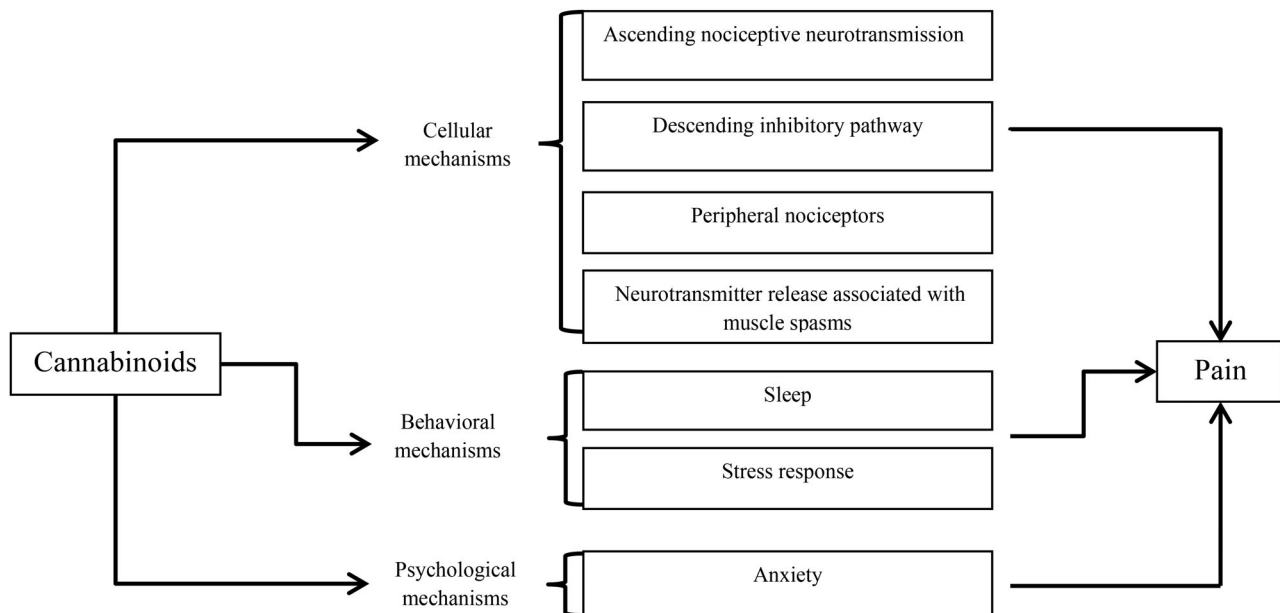 Cannabinoids
Cellular
mechanisms
Ascending nociceptive neurotransmission
Descending inhibitory pathway
Peripheral nociceptors
Neurotransmitter release associated with
muscle spasms
Behavioral
mechanisms
Sleep
Stress response
Psychological
mechanisms
Anxiety
Pain